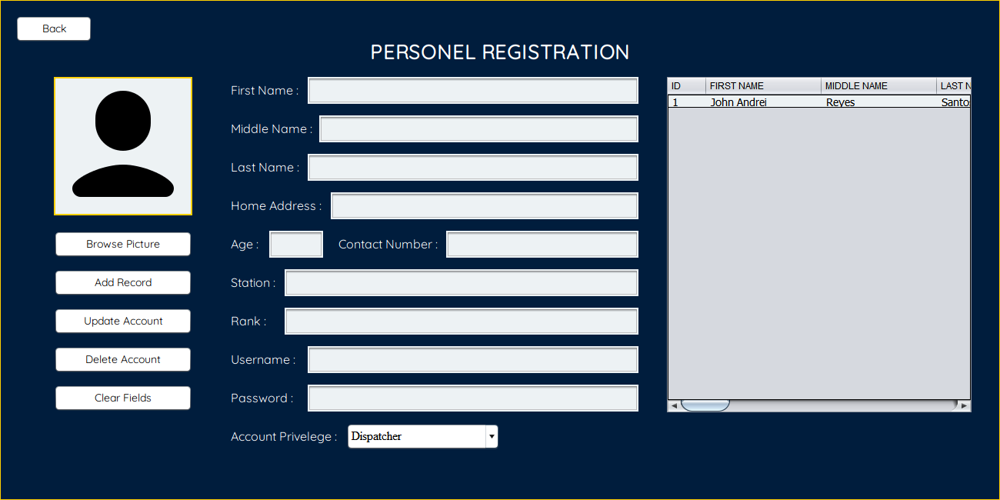 Back
PERSONEL REGISTRATION
First Name :
Middle Name :
Last Name :
Home Address :
Age : Contact Number :
Station :
Rank :
Username :
Password :
Account Privelege : Dispatcher
Browse Picture
Add Record
Update Account
Delete Account
Clear Fields
ID FIRST NAME MIDDLE NAME LAST N
1 John Andrei Reyes Santo